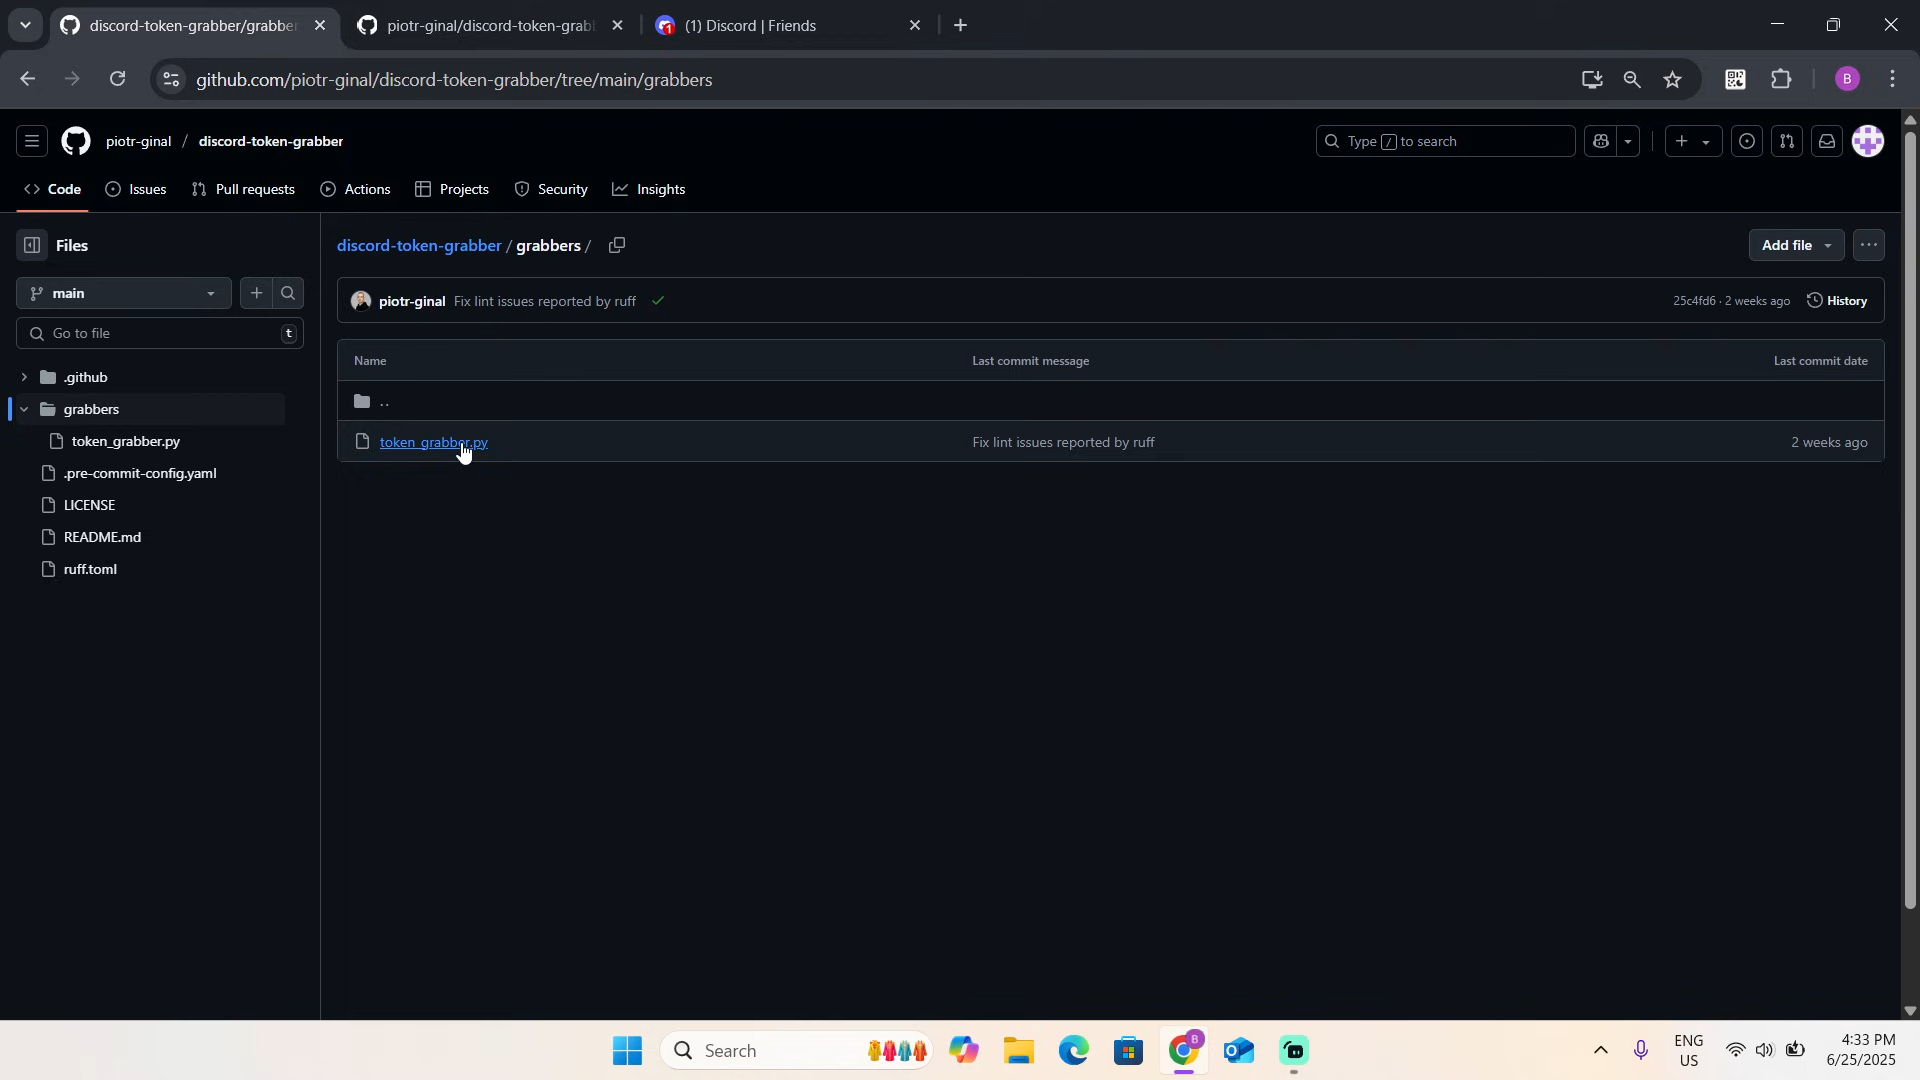 discord-token-grabber/grabber
piotr-ginal/discord-token-grab
(1) Discord | Friends
github.com/piotr-ginal/discord-token-grabber/tree/main/grabbers
B
piotr-ginal / discord-token-grabber
Type / to search
Code
Issues
Pull requests
Actions
Projects
Security
Insights
Files
discord-token-grabber / grabbers /
Add file
main
piotr-ginal Fix lint issues reported by ruff
25c4fd6 · 2 weeks ago
History
Go to file
t
Name
Last commit message
Last commit date
.github
..
grabbers
token_grabber.py
token_grabber.py
Fix lint issues reported by ruff
2 weeks ago
.pre-commit-config.yaml
LICENSE
README.md
ruff.toml
Search
B
ENG
US
4:33 PM
6/25/2025